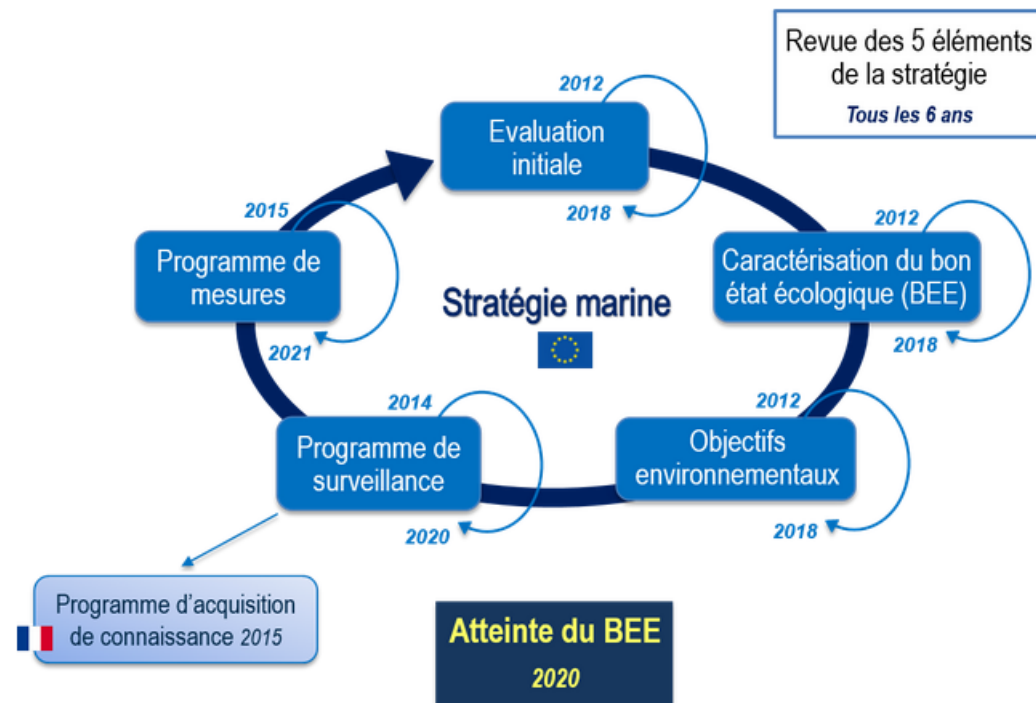 Revue des 5 éléments
de la stratégie
Tous les 6 ans
2012
Evaluation
initiale
2018
2012
Caractérisation du bon
état écologique (BEE)
2018
2012
Objectifs
environnementaux
2018
2014
Programme de
surveillance
2020
2015
Programme de
mesures
2021
Stratégie marine
Programme d'acquisition
de connaissance 2015
Atteinte du BEE
2020